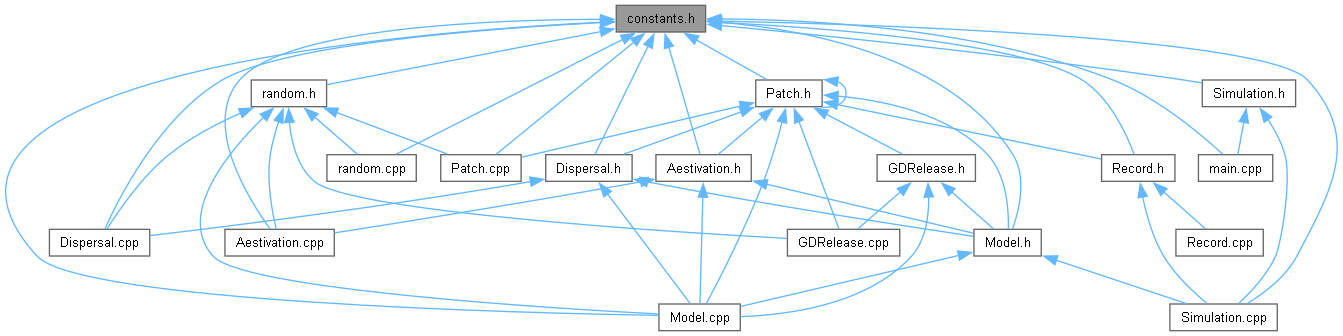 constants.h
random.h
Patch.h
Simulation.h
random.cpp
Patch.cpp
Dispersal.h
Aestivation.h
GDRelease.h
Record.h
main.cpp
Dispersal.cpp
Aestivation.cpp
GDRelease.cpp
Model.h
Record.cpp
Model.cpp
Simulation.cpp